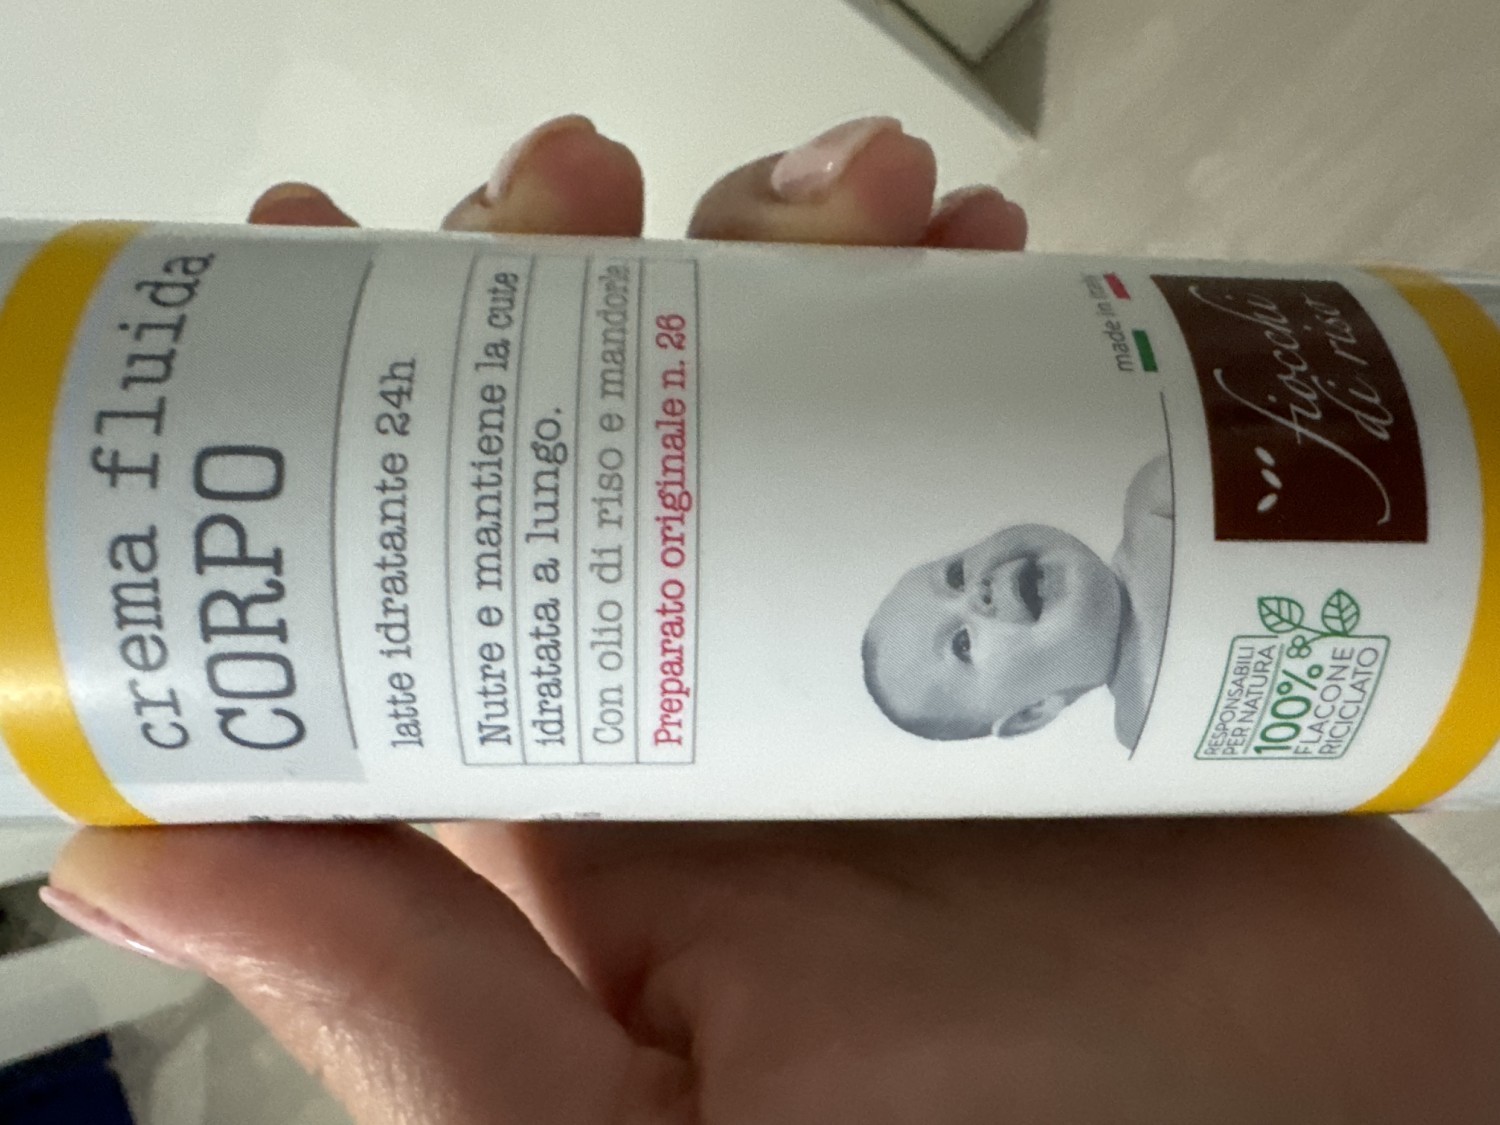 crema fluida
CORPO
latte idratante 24h
Nutre e mantiene la cute
idratata a lungo.
Con olio di riso e mandorle.
Preparato originale n. 26
made in Italy
RESPONSABILI
PER NATURA
100%
FLACONE
RICICLATO
fiocchi
di riso